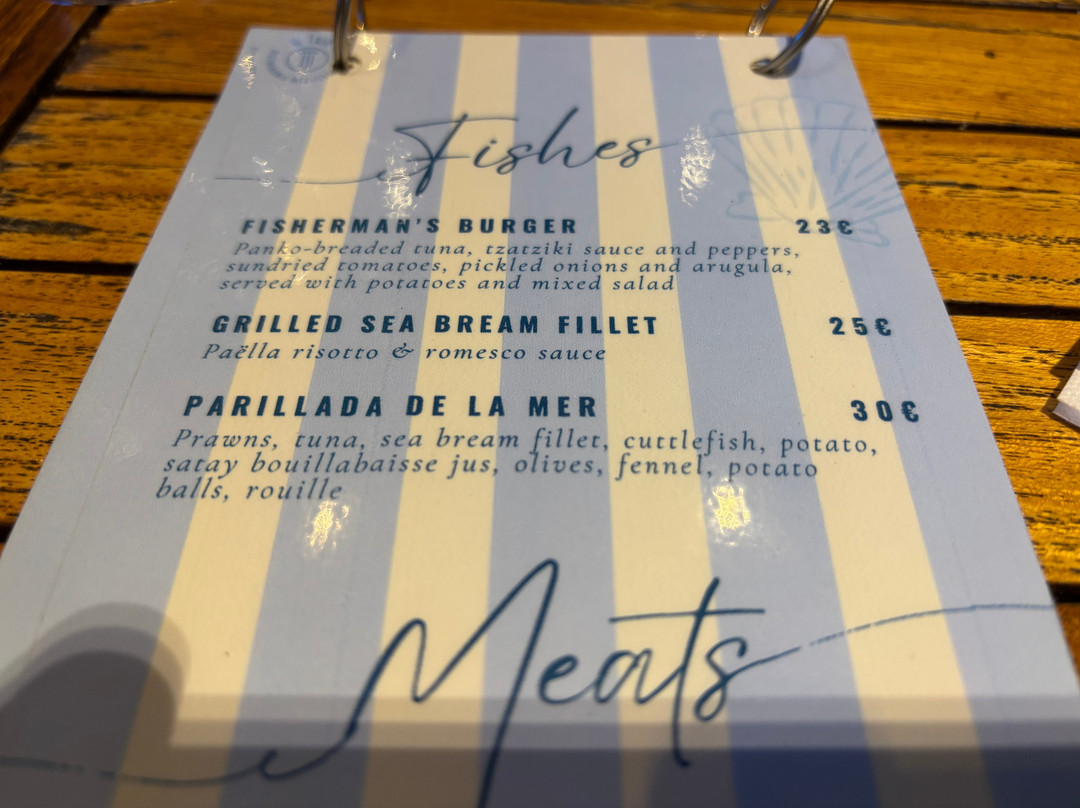 Fishes
FISHERMAN'S BURGER 23€
Panko-breaded tuna, tzatziki sauce and peppers,
sundried tomatoes, pickled onions and arugula,
served with potatoes and mixed salad
GRILLED SEA BREAM FILLET 25€
Paëlla risotto & romesco sauce
PARILLADA DE LA MER 30€
Prawns, tuna, sea bream fillet, cuttlefish, potato,
satay bouillabaisse jus, olives, fennel, potato
balls, rouille
Meats